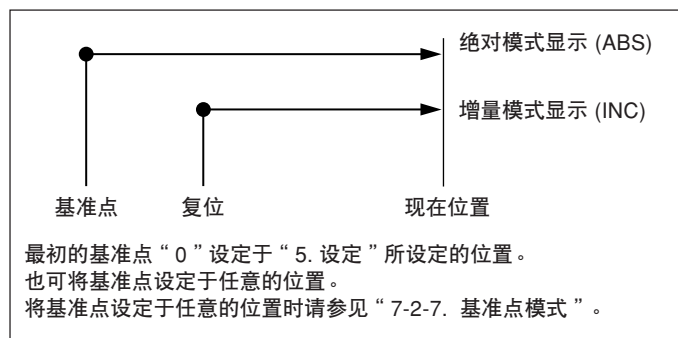 绝对模式显示 (ABS)
增量模式显示 (INC)
基准点 复位 现在位置
最初的基准点“ 0 ”设定于“ 5. 设定 ”所设定的位置。
也可将基准点设定于任意的位置。
将基准点设定于任意的位置时请参见“ 7-2-7. 基准点模式 ”。